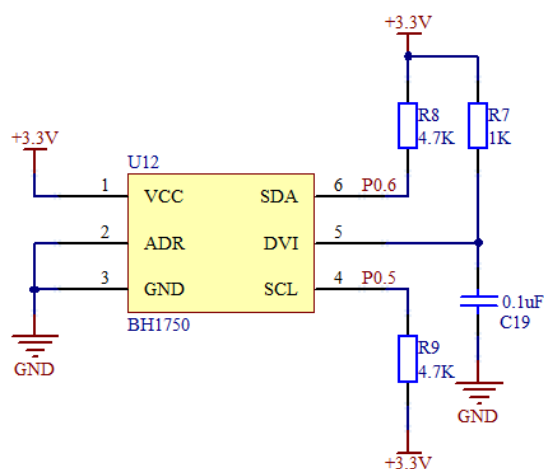 +3.3V
R8
4.7K
R7
1K
+3.3V
U12
1
VCC
SDA
6
P0.6
2
ADR
DVI
5
3
GND
SCL
4
P0.5
BH1750
0.1uF
C19
GND
R9
4.7K
GND
+3.3V